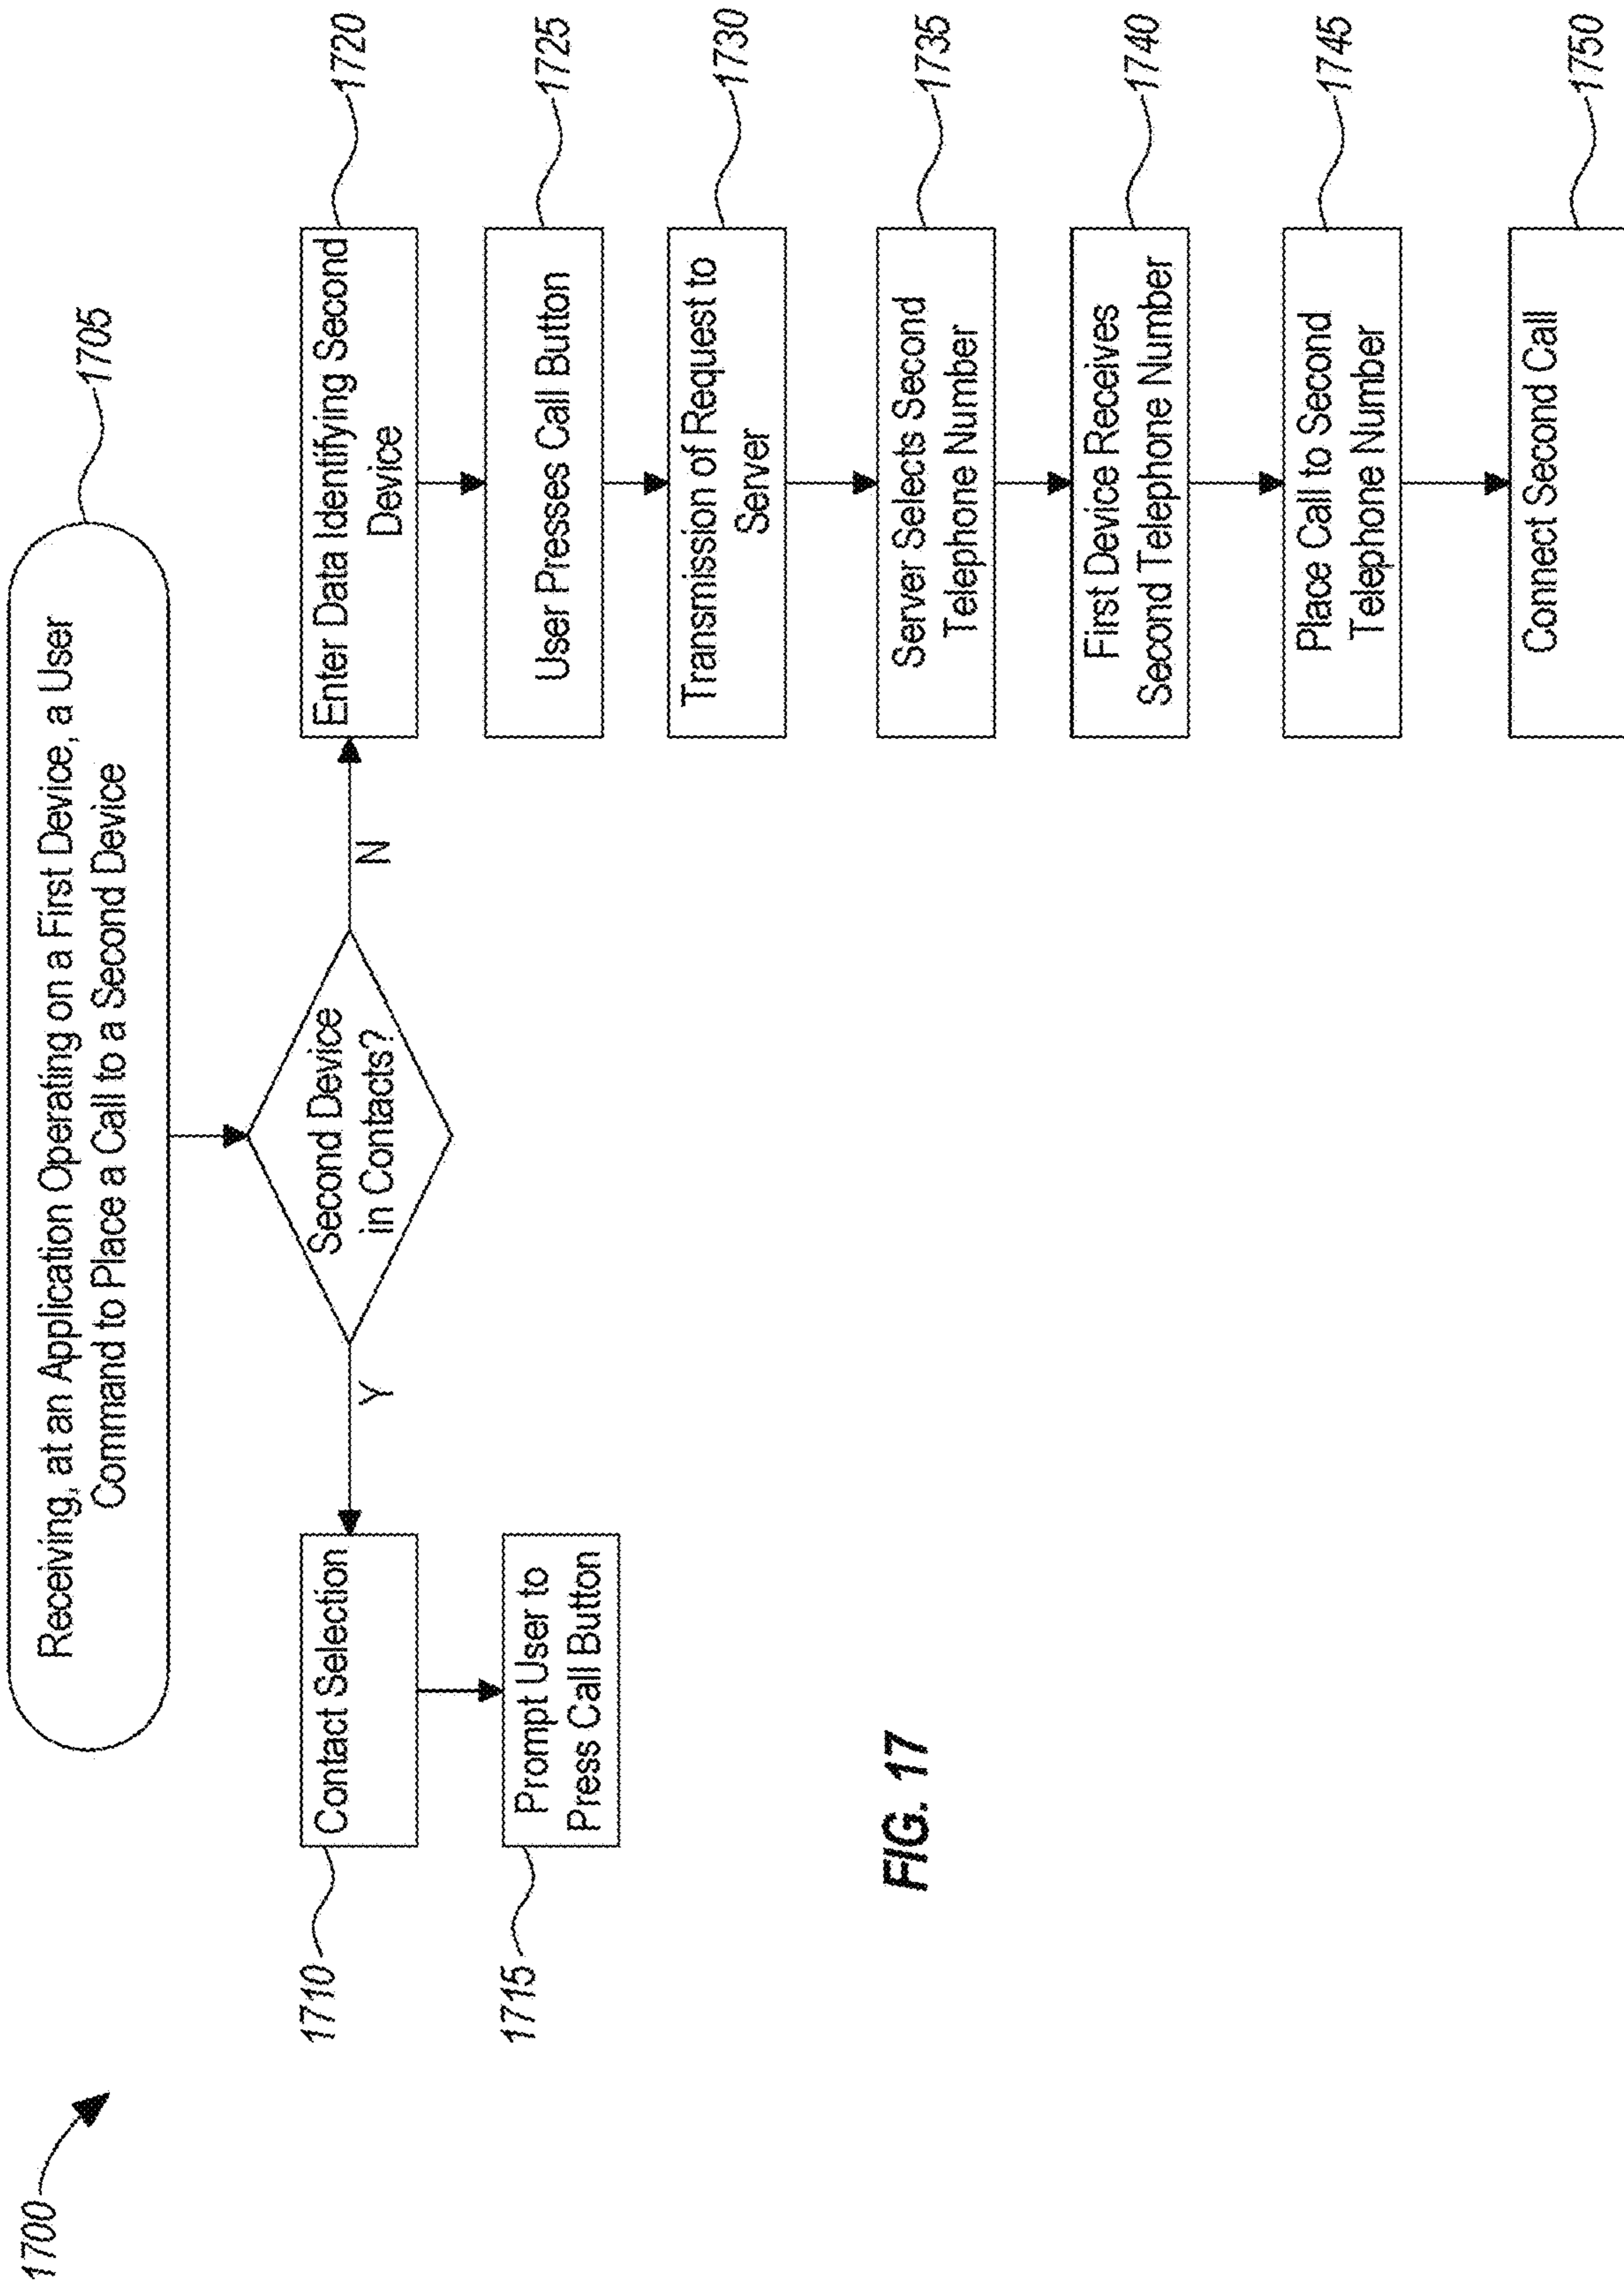 1700
Receiving, at an Application Operating on a First Device, a User
Command to Place a Call to a Second Device
1705
Second Device
in Contacts?
Y
N
1710
Contact Selection
1715
Prompt User to
Press Call Button
Enter Data Identifying Second
Device
1720
User Presses Call Button
1725
Transmission of Request to
Server
1730
Server Selects Second
Telephone Number
1735
First Device Receives
Second Telephone Number
1740
Place Call to Second
Telephone Number
1745
Connect Second Call
1750
FIG. 17